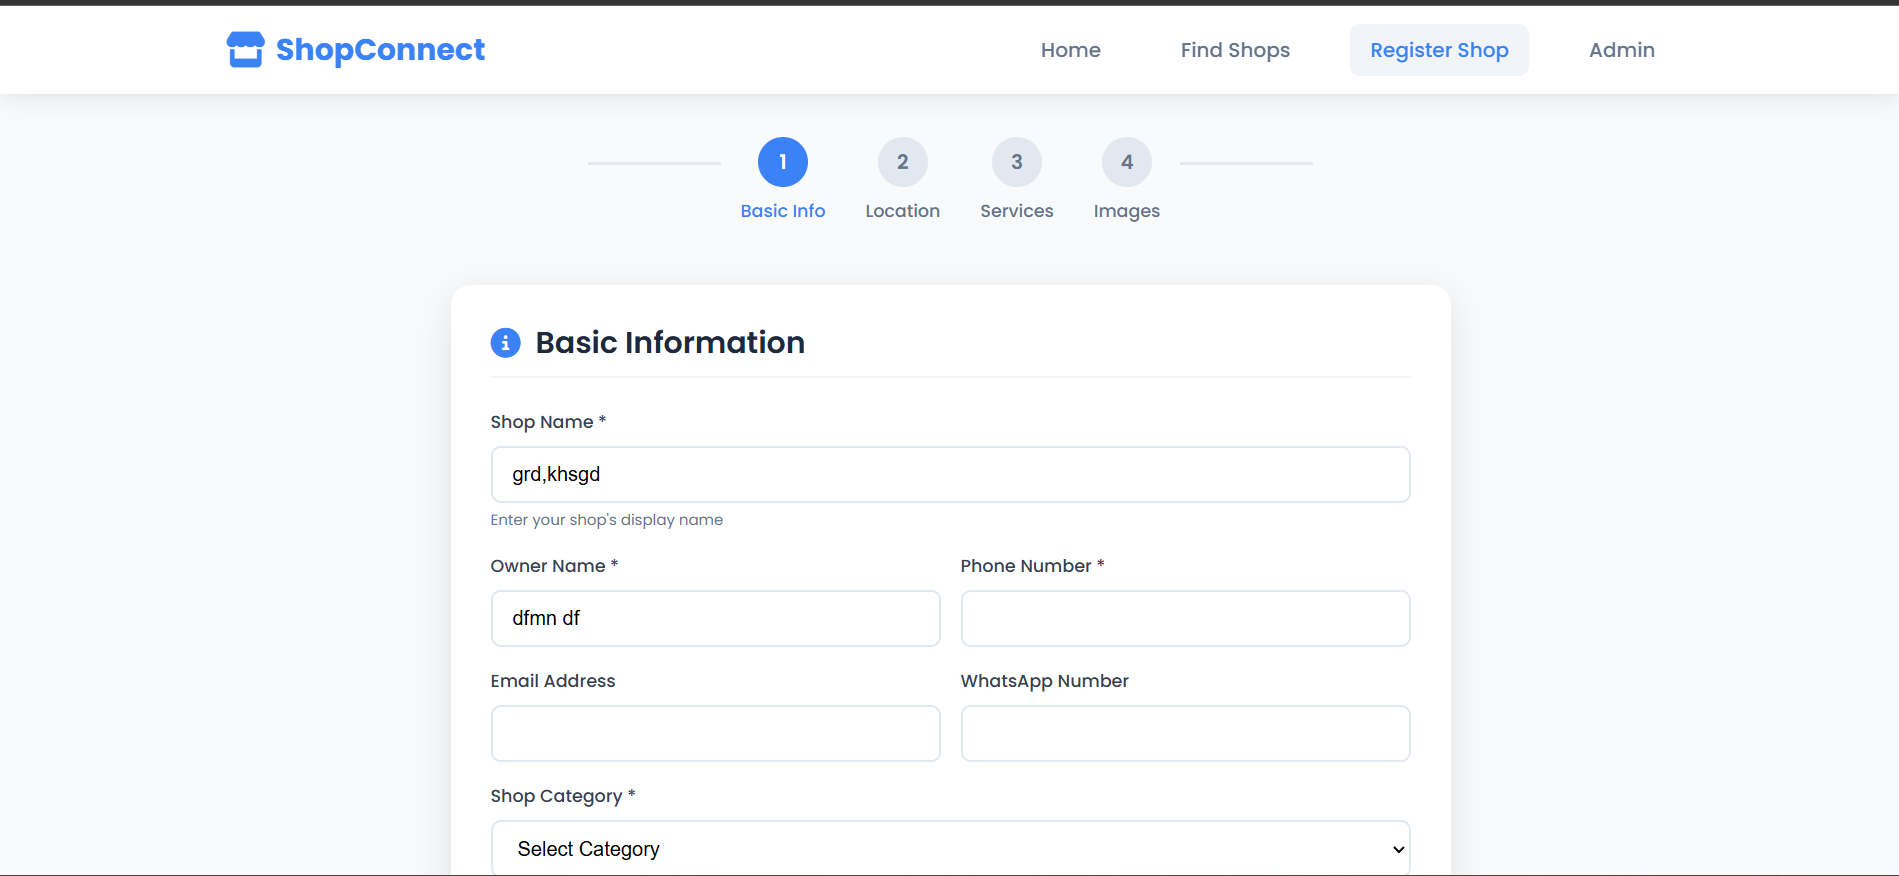 ShopConnect
Home Find Shops Register Shop Admin
1 2 3 4
Basic Info Location Services Images
Basic Information
Shop Name *
grd,khsgd
Enter your shop's display name
Owner Name * Phone Number *
dfmn df
Email Address WhatsApp Number
Shop Category *
Select Category